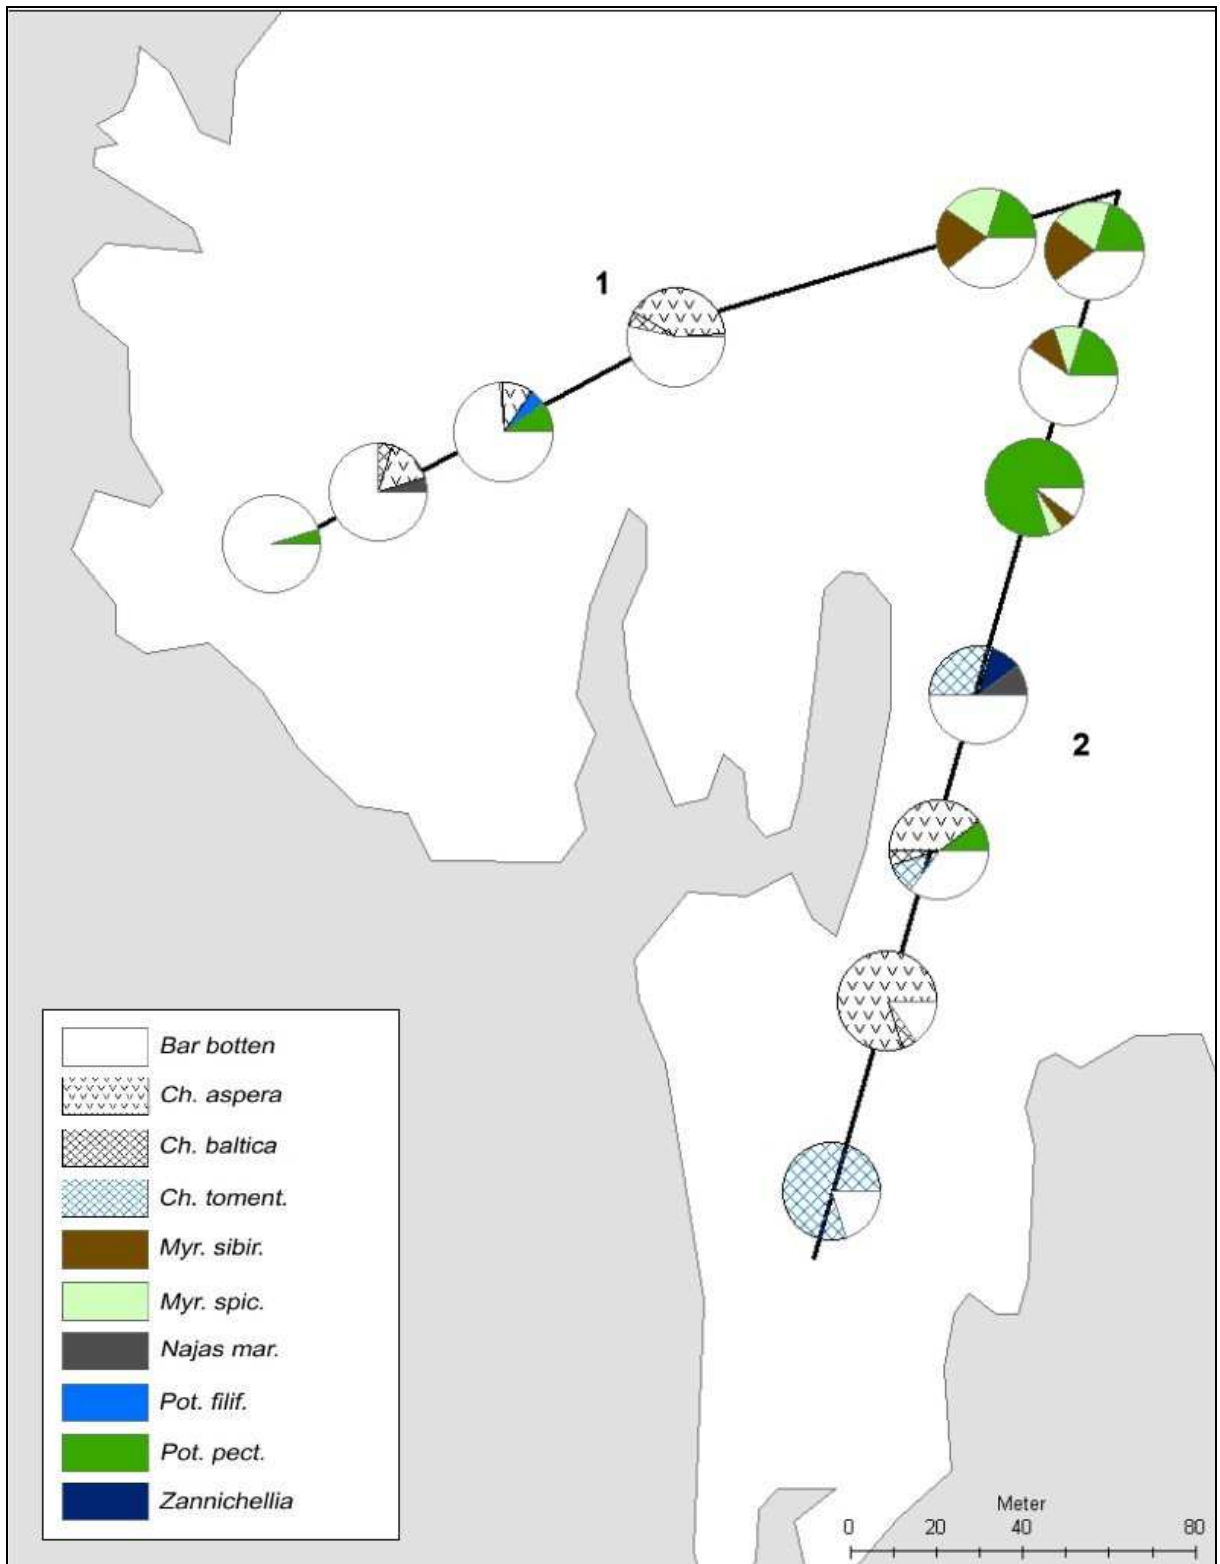 1
2
Bar botten
Ch. aspera
Ch. baltica
Ch. toment.
Myr. sibir.
Myr. spic.
Najas mar.
Pot. filif.
Pot. pect.
Zannichellia
Meter
0 20 40 80